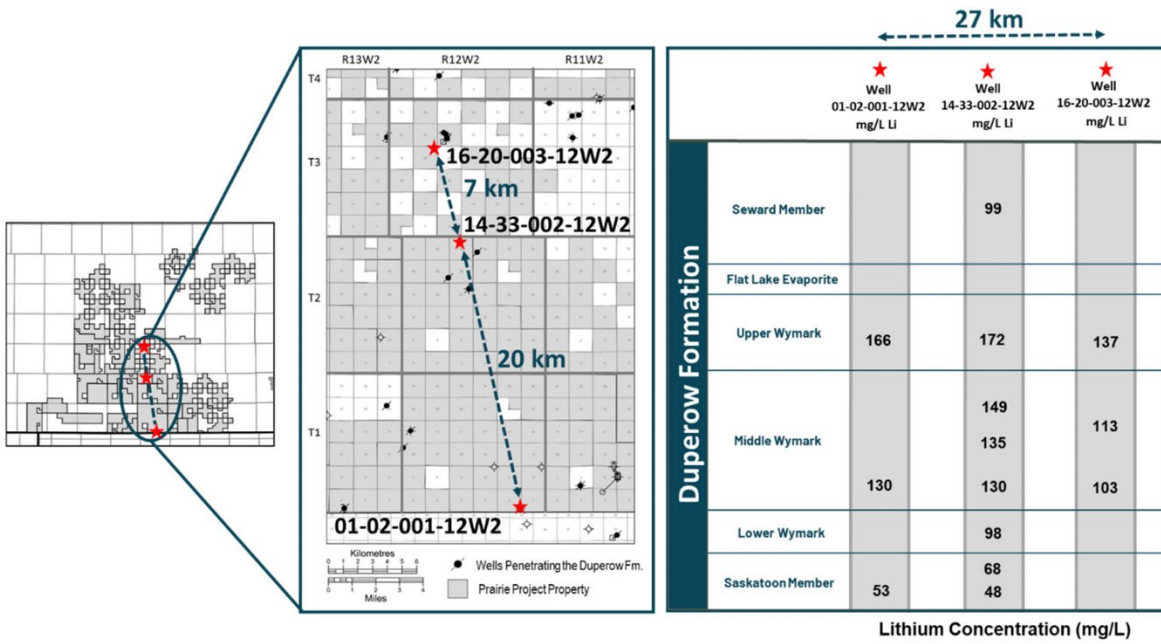 R13W2 R12W2 R11W2
T4
T3
T2
T1
16-20-003-12W2
7 km
14-33-002-12W2
20 km
01-02-001-12W2
Kilometres
1 0 1 2 3 4 5 6
1 0 1 2 3 4
Miles
Wells Penetrating the Duperow Fm.
Prairie Project Property
27 km
Well Well Well
01-02-001-12W2 14-33-002-12W2 16-20-003-12W2
mg/L Li mg/L Li mg/L Li
Duperow Formation
Seward Member 99
Flat Lake Evaporite
Upper Wymark 166 172 137
149
Middle Wymark 135 113
130 130 103
Lower Wymark 98
68
Saskatoon Member 53 48
Lithium Concentration (mg/L)